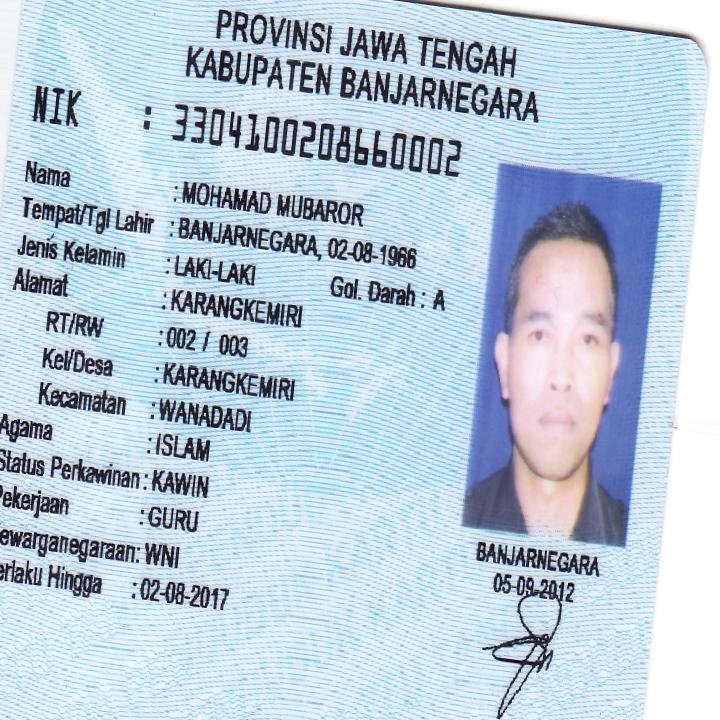 PROVINSI JAWA TENGAH
KABUPATEN BANJARNEGARA
NIK : 3304100208660002
Nama : MOHAMAD MUBAROR
Tempat/Tgl Lahir : BANJARNEGARA, 02-08-1966
Jenis Kelamin : LAKI-LAKI Gol. Darah : A
Alamat : KARANGKEMIRI
RT/RW : 002 / 003
Kel/Desa : KARANGKEMIRI
Kecamatan : WANADADI
Agama : ISLAM
Status Perkawinan : KAWIN
Pekerjaan : GURU
ewarganegaraan: WNI
erlaku Hingga : 02-08-2017
BANJARNEGARA
05-09-2012